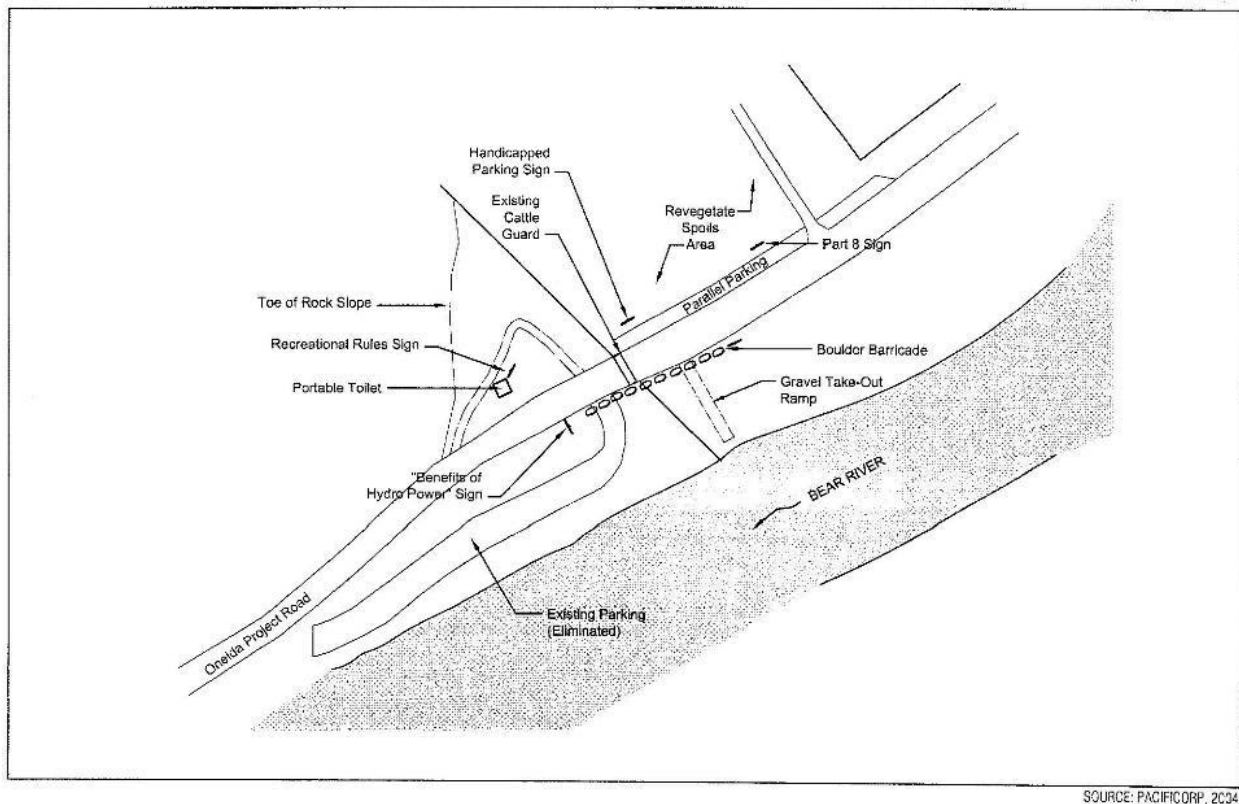 Handicapped
Parking Sign
Existing
Cattle
Guard
Revegetate
Spoils
Area
Part 8 Sign
Parallel Parking
Toe of Rock Slope
Recreational Rules Sign
Portable Toilet
Bouldor Barricade
Gravel Take-Out
Ramp
"Benefits of
Hydro Power" Sign
BEAR RIVER
Existing Parking
(Eliminated)
Oneida Project Road
SOURCE: PACIFICORP, 2004